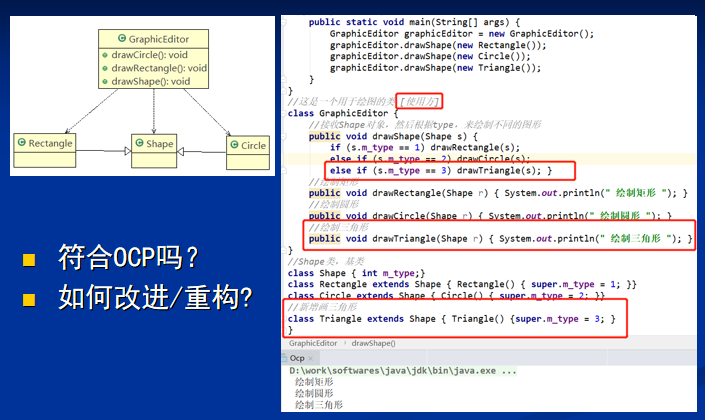 GraphicEditor
drawCircle(): void
drawRectangle(): void
drawShape(): void
Rectangle
Shape
Circle
符合OCP吗?
如何改进/重构?
public static void main(String[] args) {
GraphicEditor graphicEditor = new GraphicEditor();
graphicEditor.drawShape(new Rectangle());
graphicEditor.drawShape(new Circle());
graphicEditor.drawShape(new Triangle());
}
}
//这是一个用于绘图的类 [使用方]
class GraphicEditor {
//接收Shape对象,然后根据type,来绘制不同的图形
public void drawShape(Shape s) {
if (s.m_type == 1) drawRectangle(s);
else if (s.m_type == 2) drawCircle(s);
else if (s.m_type == 3) drawTriangle(s); }
//绘制矩形
public void drawRectangle(Shape r) { System.out.println(" 绘制矩形 "); }
//绘制圆形
public void drawCircle(Shape r) { System.out.println(" 绘制圆形 "); }
//绘制三角形
public void drawTriangle(Shape r) { System.out.println(" 绘制三角形 "); }
}
//Shape类,基类
class Shape { int m_type;}
class Rectangle extends Shape { Rectangle() { super.m_type = 1; }}
class Circle extends Shape { Circle() { super.m_type = 2; }}
//新增画三角形
class Triangle extends Shape { Triangle() {super.m_type = 3; }
}
GraphicEditor › drawShape()
Ocp ×
D:\work\softwares\java\jdk\bin\java.exe ...
绘制矩形
绘制圆形
绘制三角形